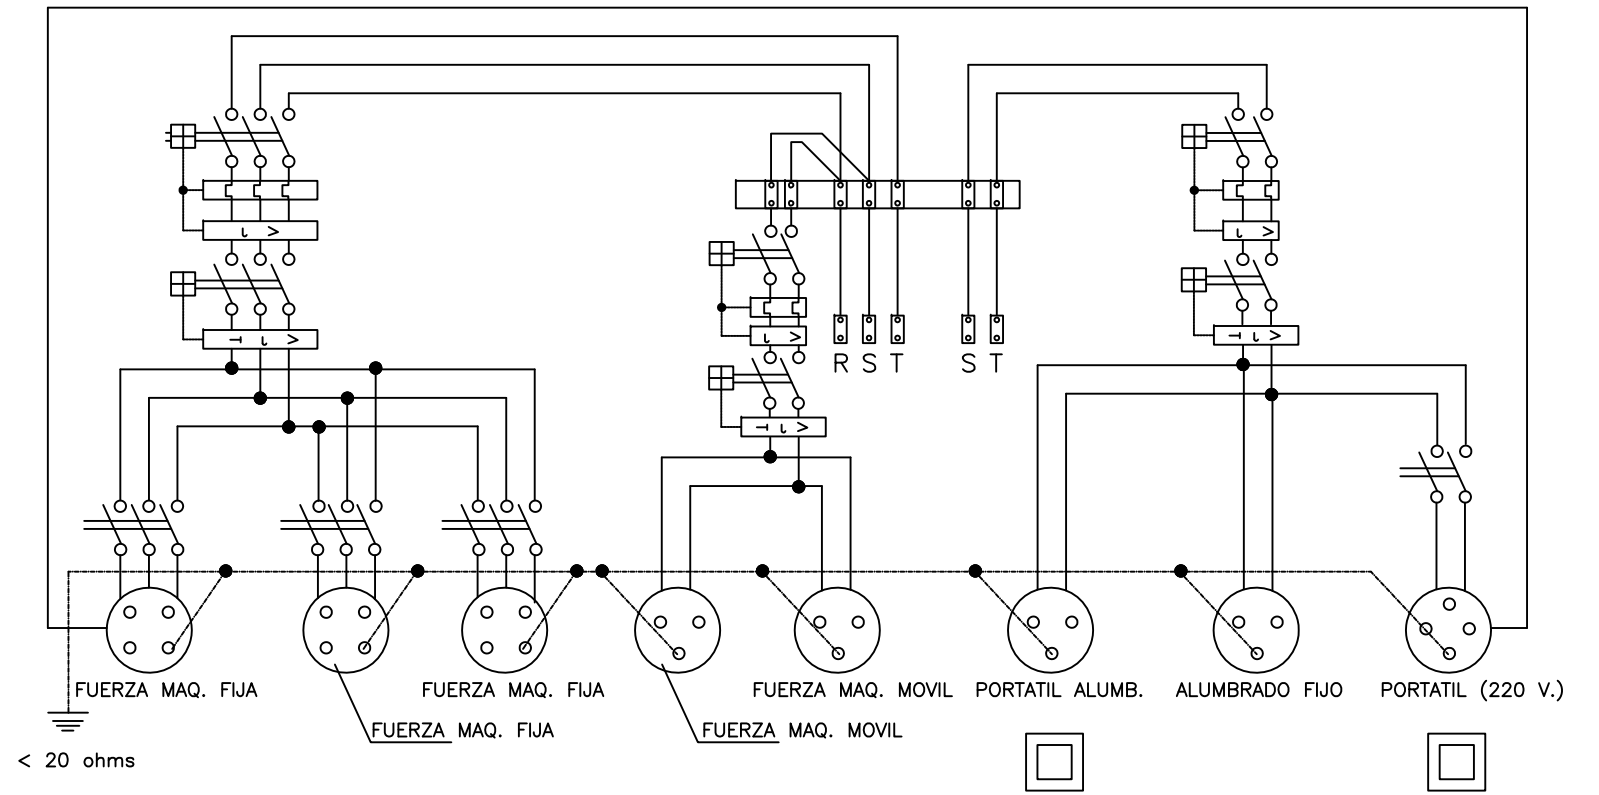 R S T S T
FUERZA MAQ. FIJA
FUERZA MAQ. FIJA
FUERZA MAQ. MOVIL
PORTATIL ALUMB.
ALUMBRADO FIJO
PORTATIL (220 V.)
FUERZA MAQ. FIJA
FUERZA MAQ. MOVIL
< 20 ohms